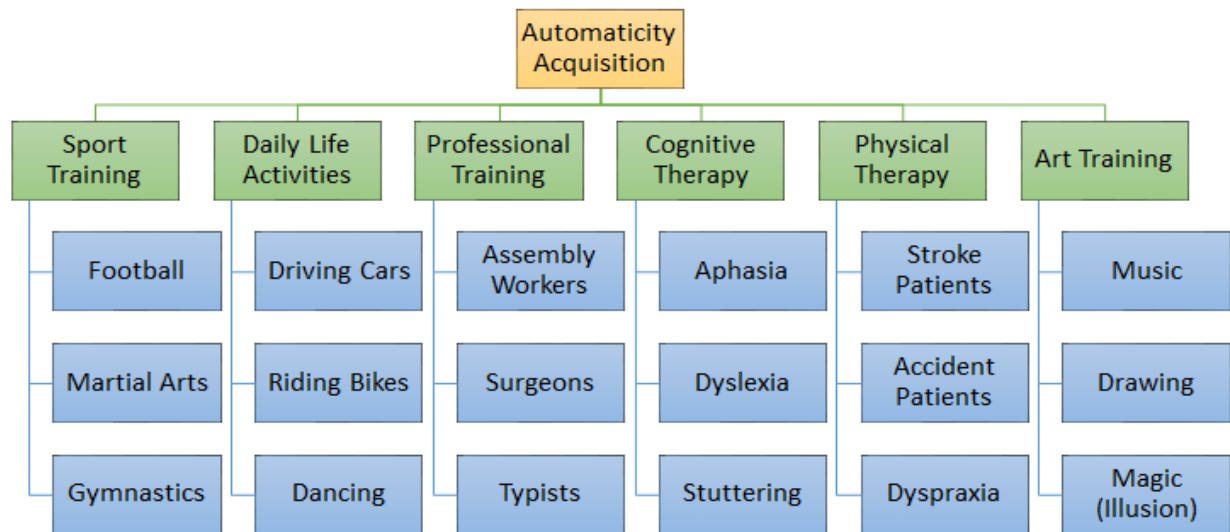 Automaticity
Acquisition
Sport
Training
Daily Life
Activities
Professional
Training
Cognitive
Therapy
Physical
Therapy
Art Training
Football
Driving Cars
Assembly
Workers
Aphasia
Stroke
Patients
Music
Martial Arts
Riding Bikes
Surgeons
Dyslexia
Accident
Patients
Drawing
Gymnastics
Dancing
Typists
Stuttering
Dyspraxia
Magic
(Illusion)